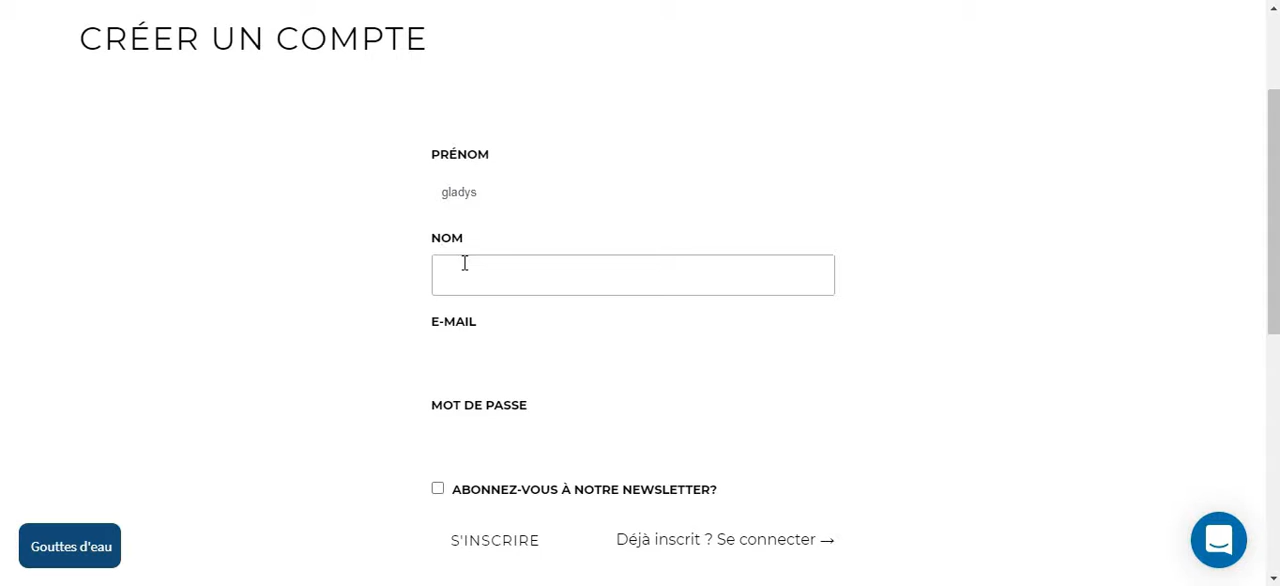 CRÉER UN COMPTE
PRÉNOM
gladys
NOM
E-MAIL
MOT DE PASSE
ABONNEZ-VOUS À NOTRE NEWSLETTER?
S'INSCRIRE
Déjà inscrit ? Se connecter →
Gouttes d'eau